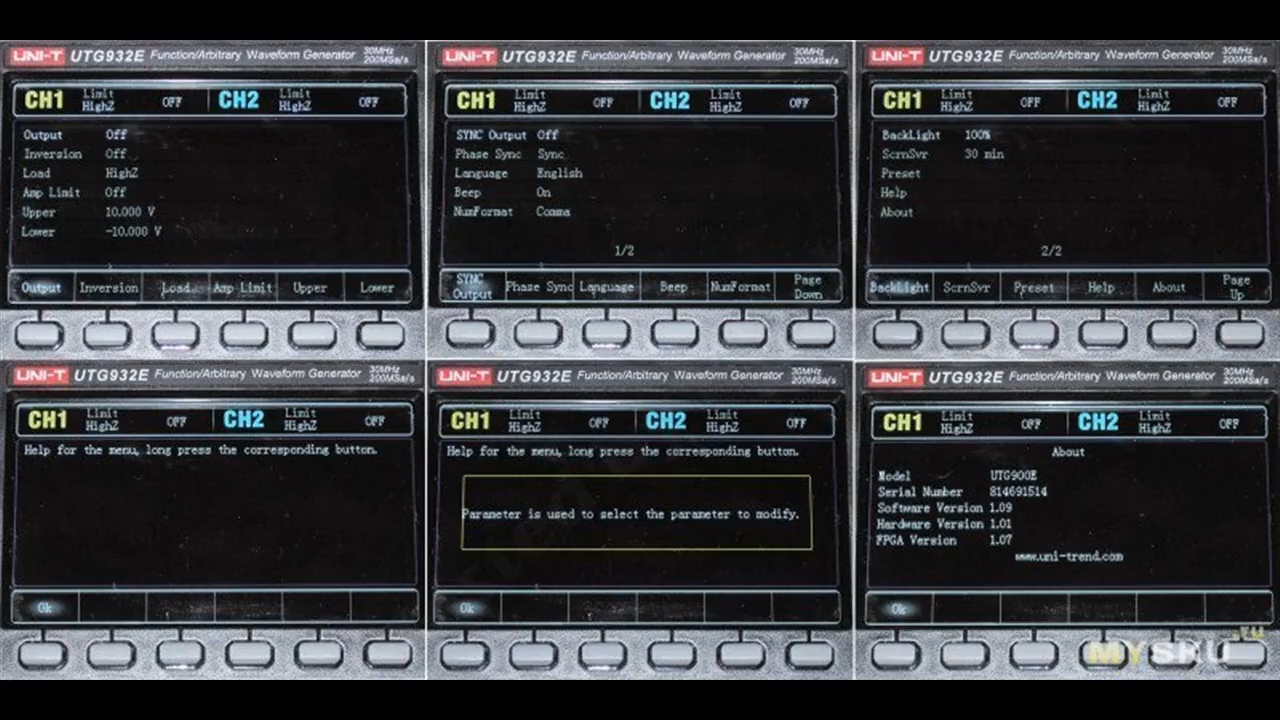 UNI-T UTG932E Function/Arbitrary Waveform Generator 30MHz 200MSa/s
CH1 Limit HighZ OFF CH2 Limit HighZ OFF
Output Off
Inversion Off
Load HighZ
Amp Limit Off
Upper 10.000 V
Lower -10.000 V
Output Inversion Load Amp Limit Upper Lower
UNI-T UTG932E Function/Arbitrary Waveform Generator 30MHz 200MSa/s
CH1 Limit HighZ OFF CH2 Limit HighZ OFF
SYNC Output Off
Phase Sync Sync
Language English
Beep On
NumFormat Comma
1/2
SYNC Output Phase Sync Language Beep NumFormat Page Down
UNI-T UTG932E Function/Arbitrary Waveform Generator 30MHz 200MSa/s
CH1 Limit HighZ OFF CH2 Limit HighZ OFF
BackLight 100%
ScrnSvr 30 min
Preset
Help
About
2/2
BackLight ScrnSvr Preset Help About Page Up
UNI-T UTG932E Function/Arbitrary Waveform Generator 30MHz 200MSa/s
CH1 Limit HighZ OFF CH2 Limit HighZ OFF
Help for the menu, long press the corresponding button.
Ok
UNI-T UTG932E Function/Arbitrary Waveform Generator 30MHz 200MSa/s
CH1 Limit HighZ OFF CH2 Limit HighZ OFF
Help for the menu, long press the corresponding button.
Parameter is used to select the parameter to modify.
Ok
UNI-T UTG932E Function/Arbitrary Waveform Generator 30MHz 200MSa/s
CH1 Limit HighZ OFF CH2 Limit HighZ OFF
About
Model UTG900E
Serial Number 814691514
Software Version 1.09
Hardware Version 1.01
FPGA Version 1.07
www.uni-trend.com
Ok
MYSKU.ru